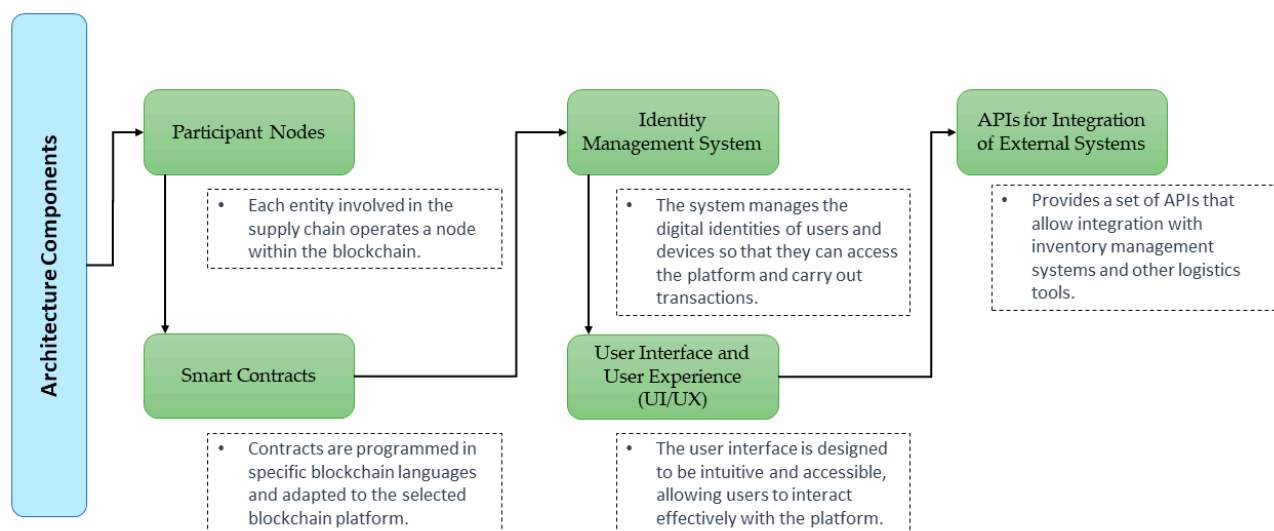 Architecture Components
Participant Nodes
• Each entity involved in the
supply chain operates a node
within the blockchain.
Smart Contracts
• Contracts are programmed in
specific blockchain languages
and adapted to the selected
blockchain platform.
Identity
Management System
• The system manages the
digital identities of users and
devices so that they can access
the platform and carry out
transactions.
User Interface and
User Experience
(UI/UX)
• The user interface is designed
to be intuitive and accessible,
allowing users to interact
effectively with the platform.
APIs for Integration
of External Systems
• Provides a set of APIs that
allow integration with
inventory management
systems and other logistics
tools.